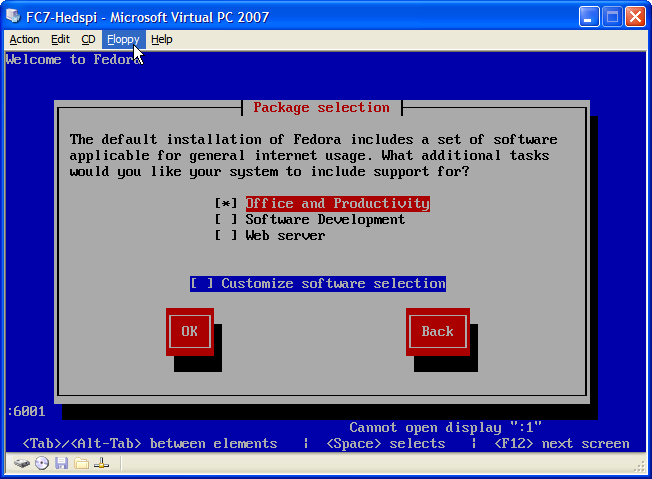 FC7-Hedspi - Microsoft Virtual PC 2007
Action Edit CD Floppy Help
Welcome to Fedora
Package selection
The default installation of Fedora includes a set of software
applicable for general internet usage. What additional tasks
would you like your system to include support for?
[*] Office and Productivity
[ ] Software Development
[ ] Web server
[ ] Customize software selection
OK Back
:6001
Cannot open display ":1"
<Tab>/<Alt-Tab> between elements | <Space> selects | <F12> next screen